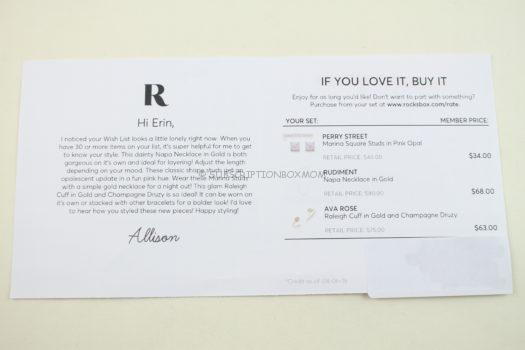 R
Hi Erin,
I noticed your Wish List looks a little lonely right now. When you
have 30 or more items on your list, it's super helpful for me to get
to know your style. This dainty Napa Necklace in Gold is both
gorgeous on it's own and ideal for layering! Adjust the length
depending on your mood. These classic shape studs get an
opalescent update in a fun pink hue. Wear these Marina Studs
with a simple gold necklace for a night out! This glam Raleigh
Cuff in Gold and Champagne Druzy is so ideal! It can be worn on
it's own or stacked with other bracelets for a bolder look! I'd love
to hear how you styled these new pieces! Happy styling!
Allison
IF YOU LOVE IT, BUY IT
Enjoy for as long you'd like! Don't want to part with something?
Purchase from your set at www.rocksbox.com/rate.
YOUR SET: MEMBER PRICE:
PERRY STREET
Marina Square Studs in Pink Opal
RETAIL PRICE: $45.00 $34.00
RUDIMENT
Napa Necklace in Gold
RETAIL PRICE: $80.00 $68.00
AVA ROSE
Raleigh Cuff in Gold and Champagne Druzy
RETAIL PRICE: $75.00 $63.00
SUBSCRIPTIONBOXMOM
*Credit as of